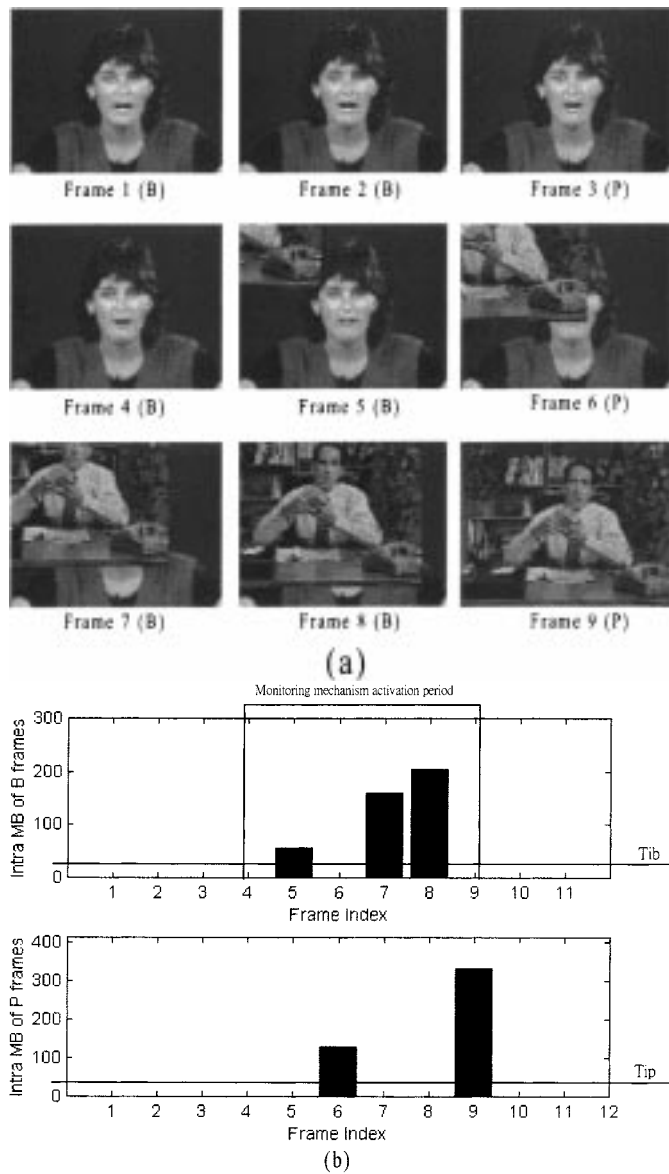 Frame 1 (B) Frame 2 (B) Frame 3 (P)
Frame 4 (B) Frame 5 (B) Frame 6 (P)
Frame 7 (B) Frame 8 (B) Frame 9 (P)
(a)
Monitoring mechanism activation period
300
200
100
0
Intra MB of B frames
Tib
1 2 3 4 5 6 7 8 9 10 11
Frame Index
400
300
200
100
0
Intra MB of P frames
Tip
1 2 3 4 5 6 7 8 9 10 11 12
Frame Index
(b)